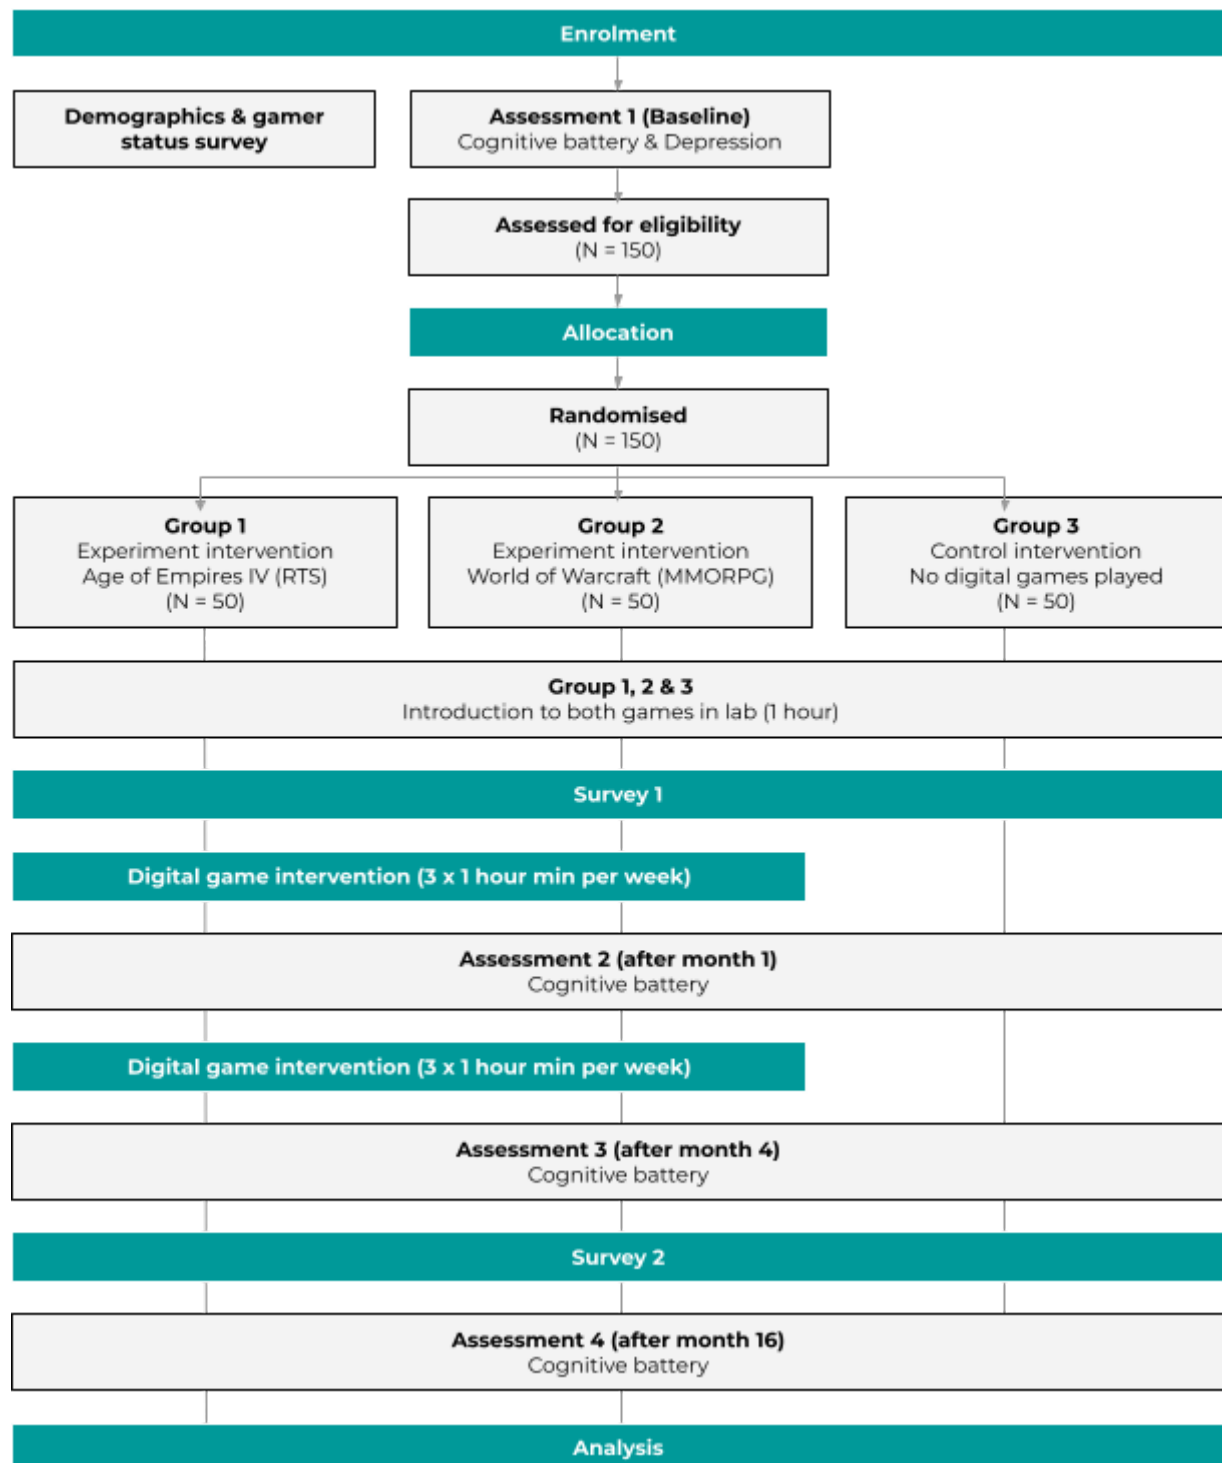 Enrolment
Demographics & gamer
status survey
Assessment 1 (Baseline)
Cognitive battery & Depression
Assessed for eligibility
(N = 150)
Allocation
Randomised
(N = 150)
Group 1
Experiment intervention
Age of Empires IV (RTS)
(N = 50)
Group 2
Experiment intervention
World of Warcraft (MMORPG)
(N = 50)
Group 3
Control intervention
No digital games played
(N = 50)
Group 1, 2 & 3
Introduction to both games in lab (1 hour)
Survey 1
Digital game intervention (3 x 1 hour min per week)
Assessment 2 (after month 1)
Cognitive battery
Digital game intervention (3 x 1 hour min per week)
Assessment 3 (after month 4)
Cognitive battery
Survey 2
Assessment 4 (after month 16)
Cognitive battery
Analysis